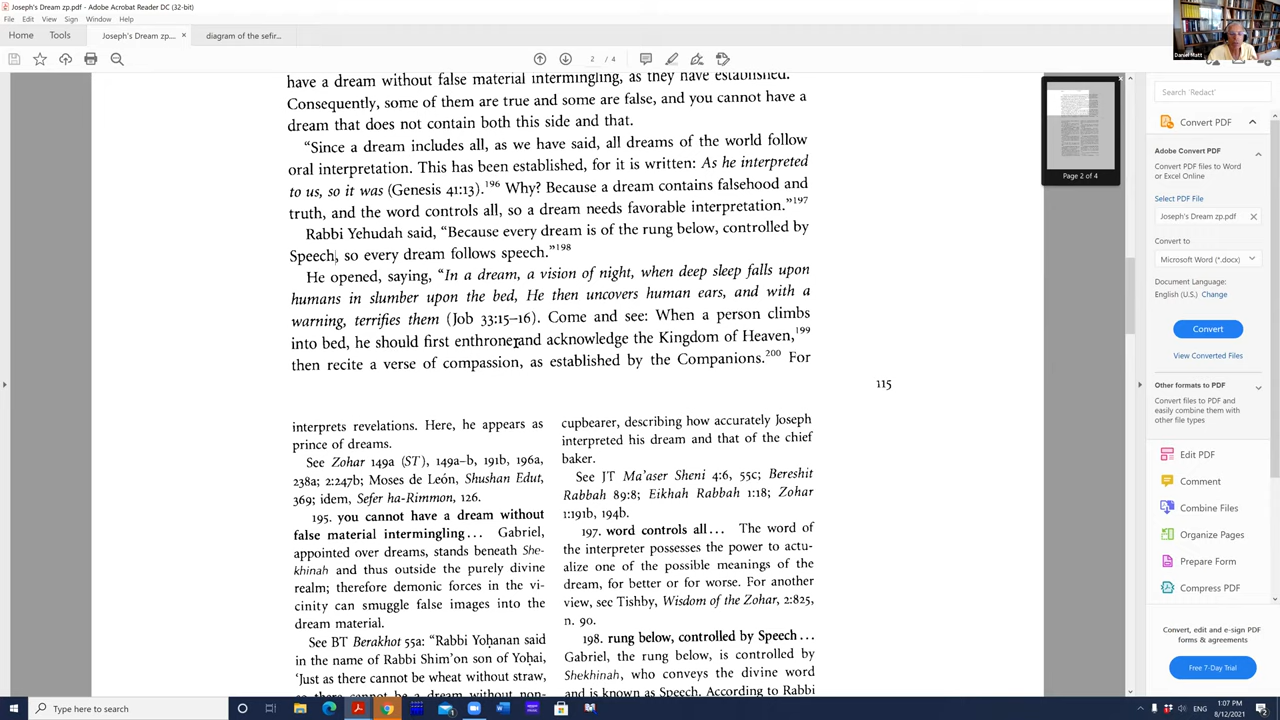 Joseph's Dream zp.pdf - Adobe Acrobat Reader DC (32-bit)
File Edit View Sign Window Help
Home Tools Joseph's Dream zp.... × diagram of the sefir...
2 / 4
Daniel Matt
have a dream without false material intermingling, as they have established.
Consequently, some of them are true and some are false, and you cannot have a
dream that does not contain both this side and that.
“Since a dream includes all, as we have said, all dreams of the world follow
oral interpretation. This has been established, for it is written: As he interpreted
to us, so it was (Genesis 41:13).196 Why? Because a dream contains falsehood and
truth, and the word controls all, so a dream needs favorable interpretation.”197
Rabbi Yehudah said, “Because every dream is of the rung below, controlled by
Speech, so every dream follows speech.”198
He opened, saying, “In a dream, a vision of night, when deep sleep falls upon
humans in slumber upon the bed, He then uncovers human ears, and with a
warning, terrifies them (Job 33:15–16). Come and see: When a person climbs
into bed, he should first enthrone and acknowledge the Kingdom of Heaven,199
then recite a verse of compassion, as established by the Companions.200 For
115
interprets revelations. Here, he appears as
prince of dreams.
See Zohar 149a (ST), 149a–b, 191b, 196a,
238a; 2:247b; Moses de León, Shushan Edut,
369; idem, Sefer ha-Rimmon, 126.
195. you cannot have a dream without
false material intermingling... Gabriel,
appointed over dreams, stands beneath She-
khinah and thus outside the purely divine
realm; therefore demonic forces in the vi-
cinity can smuggle false images into the
dream material.
See BT Berakhot 55a: “Rabbi Yoḥanan said
in the name of Rabbi Shim'on son of Yoḥai,
‘Just as there cannot be wheat without straw,
so there cannot be a dream without non-
cupbearer, describing how accurately Joseph
interpreted his dream and that of the chief
baker.
See JT Ma'aser Sheni 4:6, 55c; Bereshit
Rabbah 89:8; Eikhah Rabbah 1:18; Zohar
1:191b, 194b.
197. word controls all... The word of
the interpreter possesses the power to actu-
alize one of the possible meanings of the
dream, for better or for worse. For another
view, see Tishby, Wisdom of the Zohar, 2:825,
n. 90.
198. rung below, controlled by Speech...
Gabriel, the rung below, is controlled by
Shekhinah, who conveys the divine word
and is known as Speech. According to Rabbi
Page 2 of 4
Search 'Redact'
Convert PDF
Adobe Convert PDF
Convert PDF files to Word
or Excel Online
Select PDF File
Joseph's Dream zp.pdf ×
Convert to
Microsoft Word (*.docx)
Document Language:
English (U.S.) Change
Convert
View Converted Files
Other formats to PDF
Convert files to PDF and
easily combine them with
other file types
Edit PDF
Comment
Combine Files
Organize Pages
Prepare Form
Compress PDF
Convert, edit and e-sign PDF
forms & agreements
Free 7-Day Trial
Type here to search
ENG
1:07 PM
8/12/2021
2